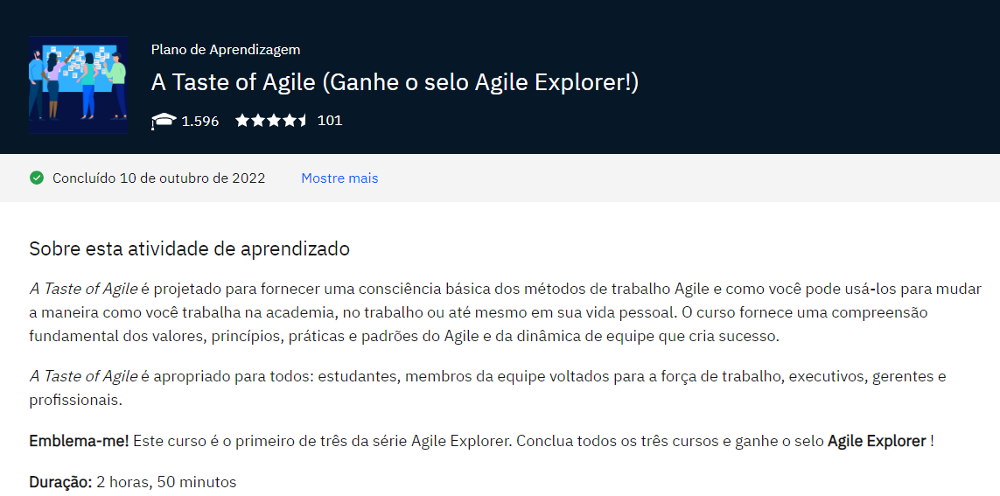 Plano de Aprendizagem
A Taste of Agile (Ganhe o selo Agile Explorer!)
1.596 101
Concluído 10 de outubro de 2022 Mostre mais
Sobre esta atividade de aprendizado
A Taste of Agile é projetado para fornecer uma consciência básica dos métodos de trabalho Agile e como você pode usá-los para mudar
a maneira como você trabalha na academia, no trabalho ou até mesmo em sua vida pessoal. O curso fornece uma compreensão
fundamental dos valores, princípios, práticas e padrões do Agile e da dinâmica de equipe que cria sucesso.
A Taste of Agile é apropriado para todos: estudantes, membros da equipe voltados para a força de trabalho, executivos, gerentes e
profissionais.
Emblema-me! Este curso é o primeiro de três da série Agile Explorer. Conclua todos os três cursos e ganhe o selo Agile Explorer !
Duração: 2 horas, 50 minutos